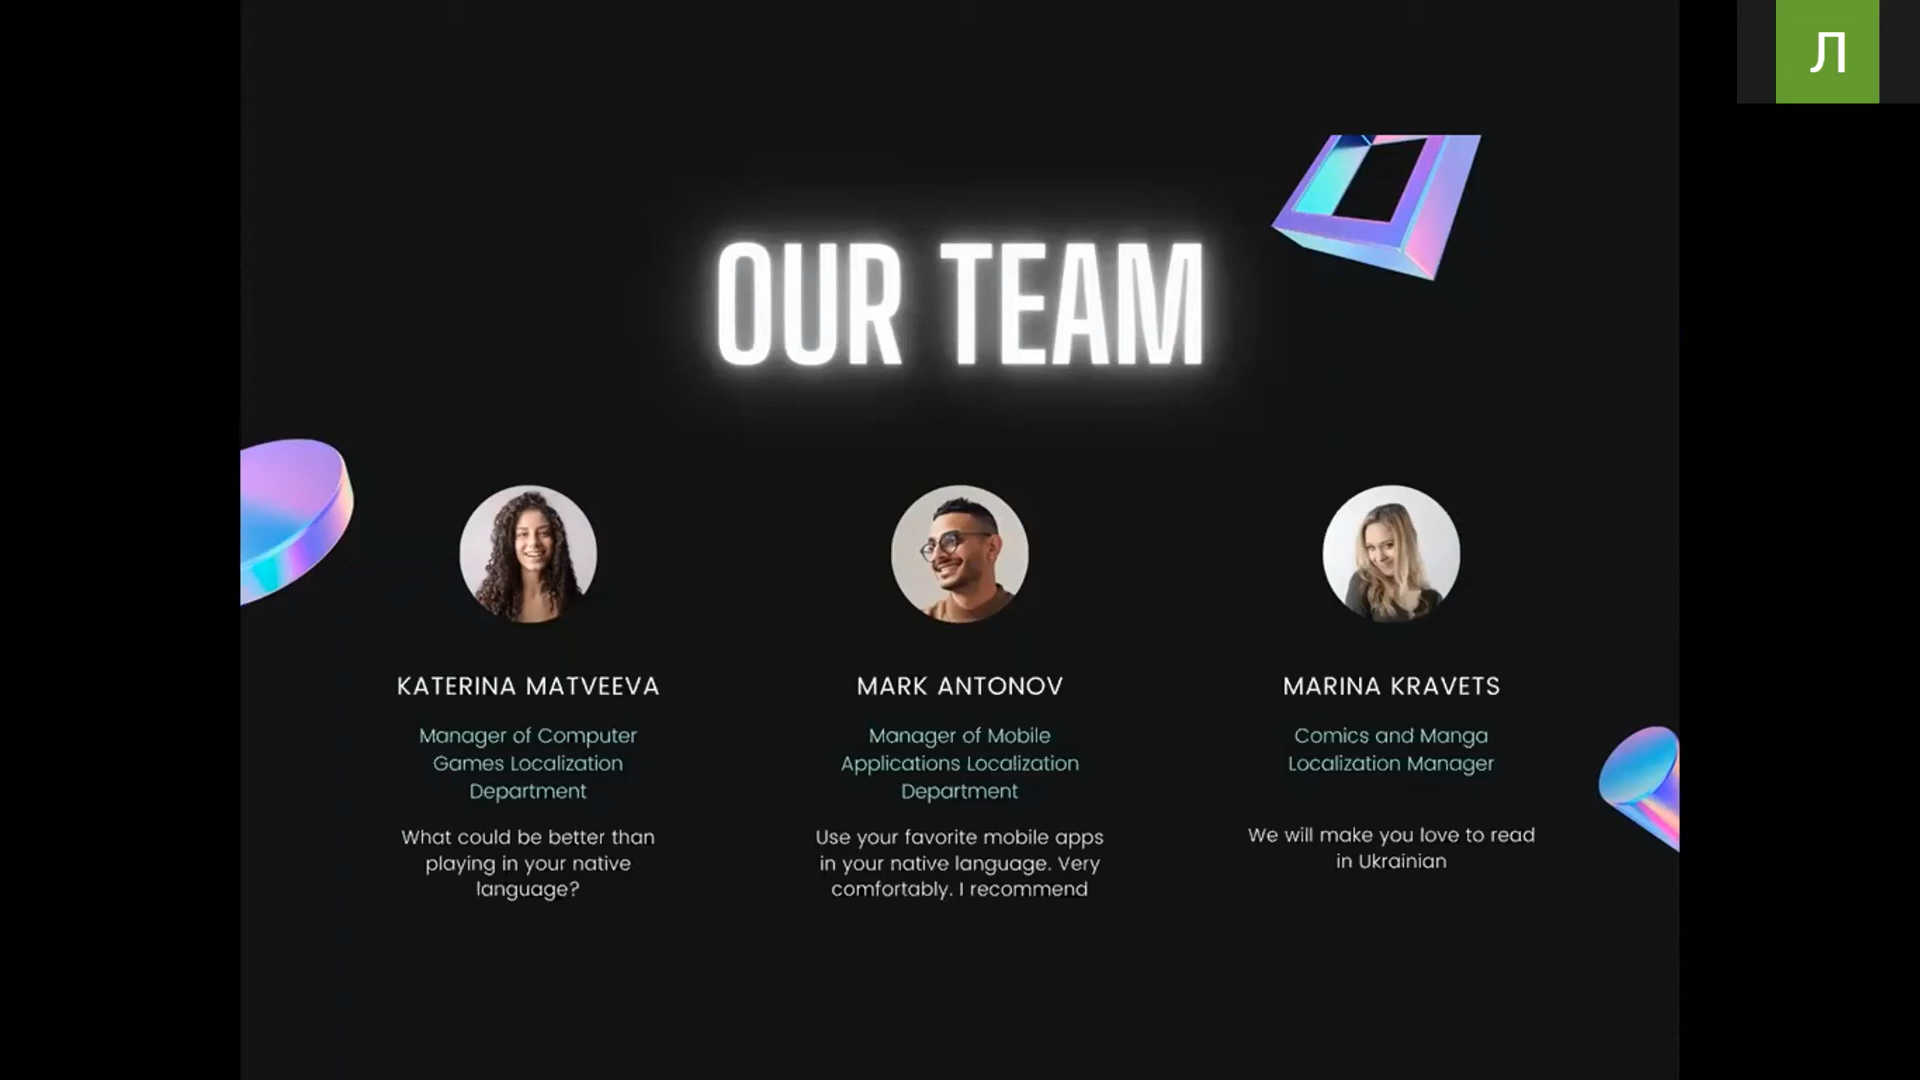 Л
OUR TEAM
KATERINA MATVEEVA
Manager of Computer
Games Localization
Department
What could be better than
playing in your native
language?
MARK ANTONOV
Manager of Mobile
Applications Localization
Department
Use your favorite mobile apps
in your native language. Very
comfortably. I recommend
MARINA KRAVETS
Comics and Manga
Localization Manager
We will make you love to read
in Ukrainian